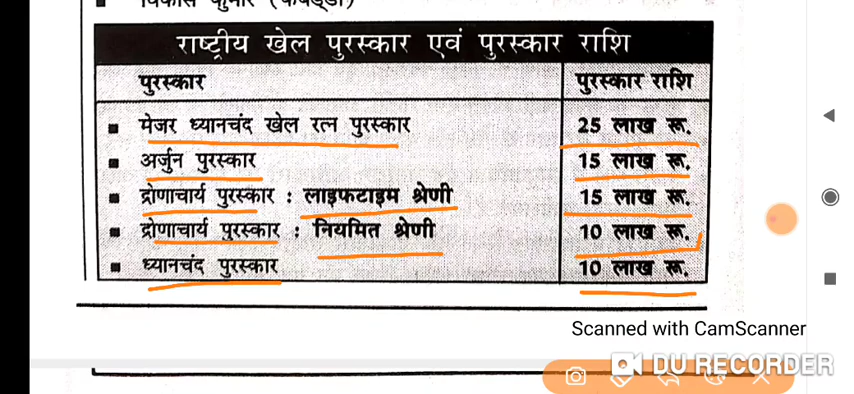 विकास कुमार (कबड्डी)
राष्ट्रीय खेल पुरस्कार एवं पुरस्कार राशि
पुरस्कार पुरस्कार राशि
मेजर ध्यानचंद खेल रत्न पुरस्कार 25 लाख रू.
अर्जुन पुरस्कार 15 लाख रू.
द्रोणाचार्य पुरस्कार : लाइफटाइम श्रेणी 15 लाख रू.
द्रोणाचार्य पुरस्कार : नियमित श्रेणी 10 लाख रू.
ध्यानचंद पुरस्कार 10 लाख रू.
Scanned with CamScanner
DU RECORDER